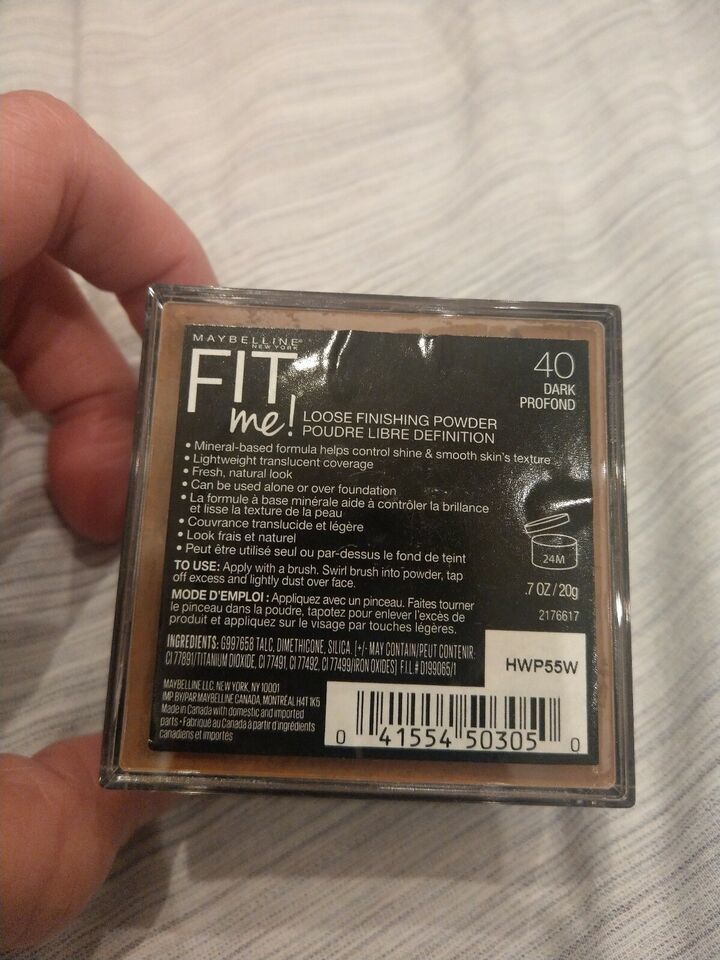 MAYBELLINE®
NEW YORK
FIT
me!
LOOSE FINISHING POWDER
POUDRE LIBRE DEFINITION
40
DARK
PROFOND
• Mineral-based formula helps control shine & smooth skin's texture
• Lightweight translucent coverage
• Fresh, natural look
• Can be used alone or over foundation
• La formule à base minérale aide à contrôler la brillance
et lisse la texture de la peau
• Couvrance translucide et légère
• Look frais et naturel
• Peut être utilisé seul ou par-dessus le fond de teint
TO USE: Apply with a brush. Swirl brush into powder, tap
off excess and lightly dust over face.
MODE D'EMPLOI : Appliquez avec un pinceau. Faites tourner
le pinceau dans la poudre, tapotez pour enlever l'excès de
produit et appliquez sur le visage par touches légères.
24M
.7 OZ / 20g
2176617
INGREDIENTS: G997658 TALC, DIMETHICONE, SILICA. [+/- MAY CONTAIN/PEUT CONTENIR:
CI 77891/TITANIUM DIOXIDE, CI 77491, CI 77492, CI 77499/IRON OXIDES] F.I.L. # D199065/1
MAYBELLINE LLC, NEW YORK, NY 10001
IMP. BY/PAR MAYBELLINE CANADA, MONTRÉAL H4T 1K5
Made in Canada with domestic and imported
parts • Fabriqué au Canada à partir d'ingrédients
canadiens et importés
HWP55W
0 41554 50305 0